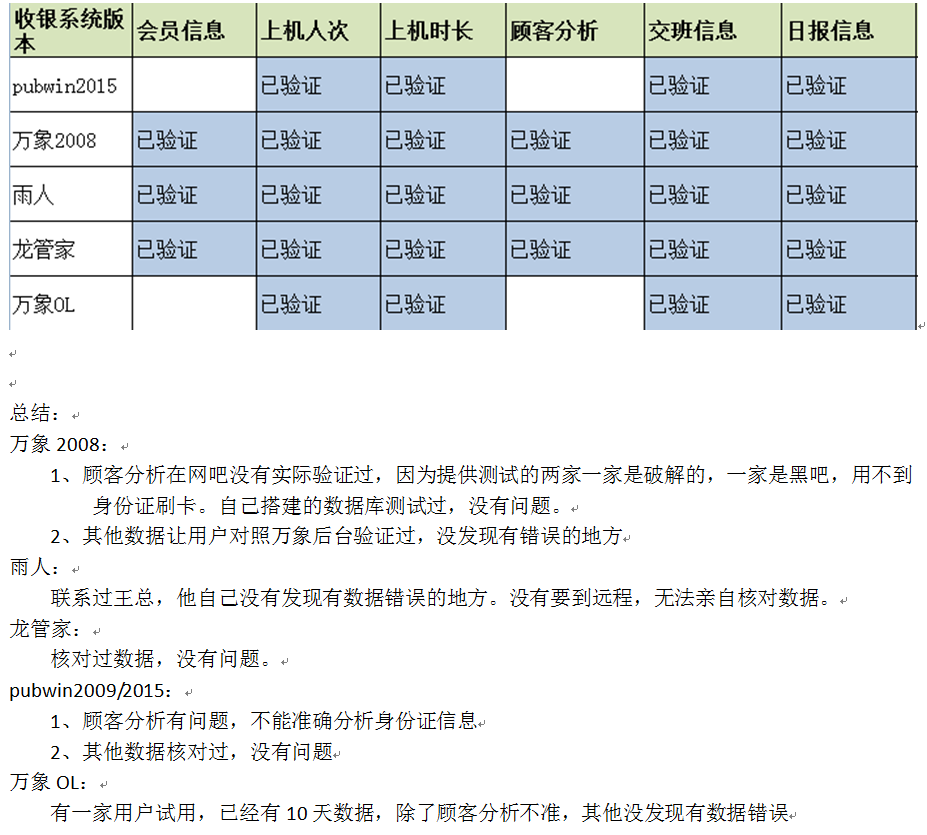 收银系统版本 会员信息 上机人次 上机时长 顾客分析 交班信息 日报信息
pubwin2015 已验证 已验证 已验证 已验证
万象2008 已验证 已验证 已验证 已验证 已验证 已验证
雨人 已验证 已验证 已验证 已验证 已验证 已验证
龙管家 已验证 已验证 已验证 已验证 已验证 已验证
万象OL 已验证 已验证 已验证 已验证
总结：
万象 2008：
1、顾客分析在网吧没有实际验证过，因为提供测试的两家一家是破解的，一家是黑吧，用不到
身份证刷卡。自己搭建的数据库测试过，没有问题。
2、其他数据让用户对照万象后台验证过，没发现有错误的地方
雨人：
联系过王总，他自己没有发现有数据错误的地方。没有要到远程，无法亲自核对数据。
龙管家：
核对过数据，没有问题。
pubwin2009/2015：
1、顾客分析有问题，不能准确分析身份证信息
2、其他数据核对过，没有问题
万象 OL：
有一家用户试用，已经有 10 天数据，除了顾客分析不准，其他没发现有数据错误